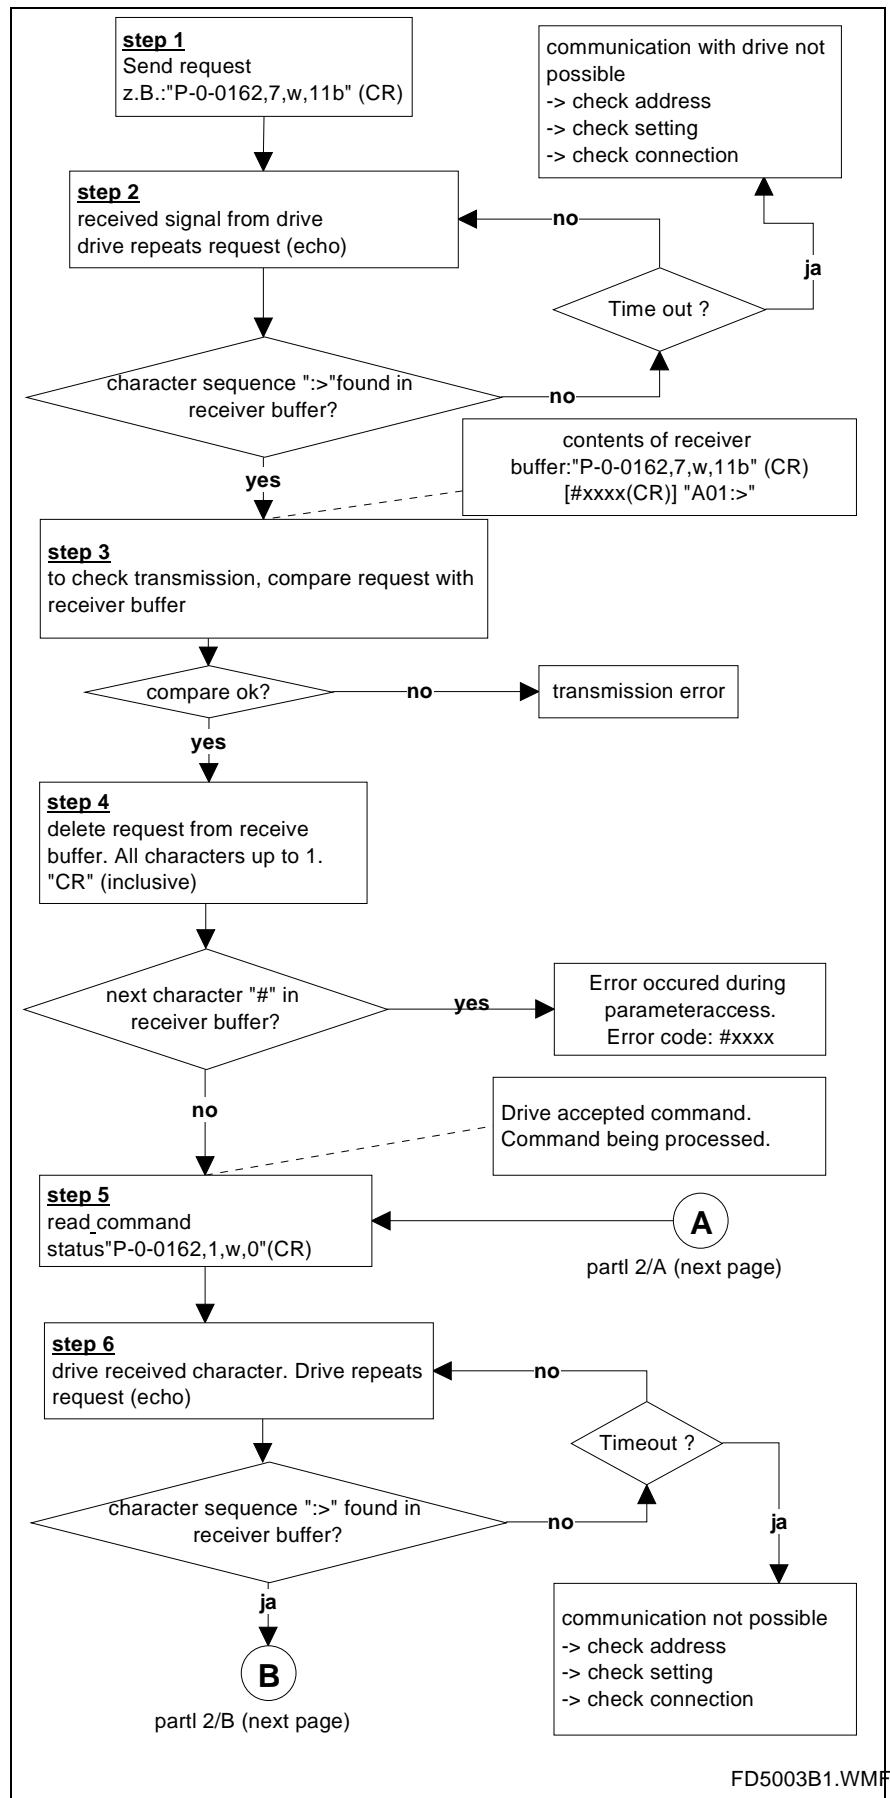 step 1
Send request
z.B.:"P-0-0162,7,w,11b" (CR)
communication with drive not
possible
-> check address
-> check setting
-> check connection
step 2
received signal from drive
drive repeats request (echo)
no
ja
Time out ?
character sequence ":>"found in
receiver buffer?
no
yes
contents of receiver
buffer:"P-0-0162,7,w,11b" (CR)
[#xxxx(CR)] "A01:>"
step 3
to check transmission, compare request with
receiver buffer
compare ok?
no
transmission error
yes
step 4
delete request from receive
buffer. All characters up to 1.
"CR" (inclusive)
next character "#" in
receiver buffer?
yes
Error occured during
parameteraccess.
Error code: #xxxx
no
Drive accepted command.
Command being processed.
step 5
read_command
status"P-0-0162,1,w,0"(CR)
A
partl 2/A (next page)
step 6
drive received character. Drive repeats
request (echo)
no
Timeout ?
character sequence ":>" found in
receiver buffer?
no
ja
ja
B
partl 2/B (next page)
communication not possible
-> check address
-> check setting
-> check connection
FD5003B1.WMF